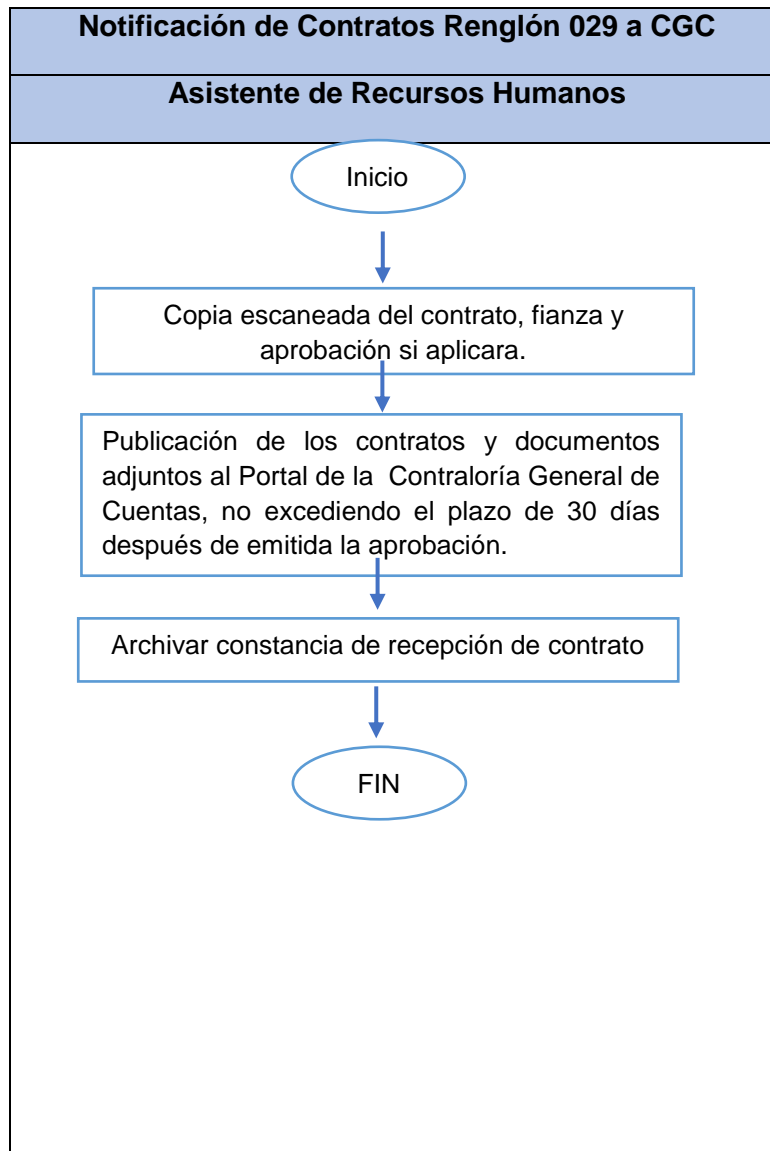 Notificación de Contratos Renglón 029 a CGC
Asistente de Recursos Humanos
Inicio
Copia escaneada del contrato, fianza y
aprobación si aplicara.
Publicación de los contratos y documentos
adjuntos al Portal de la Contraloría General de
Cuentas, no excediendo el plazo de 30 días
después de emitida la aprobación.
Archivar constancia de recepción de contrato
FIN